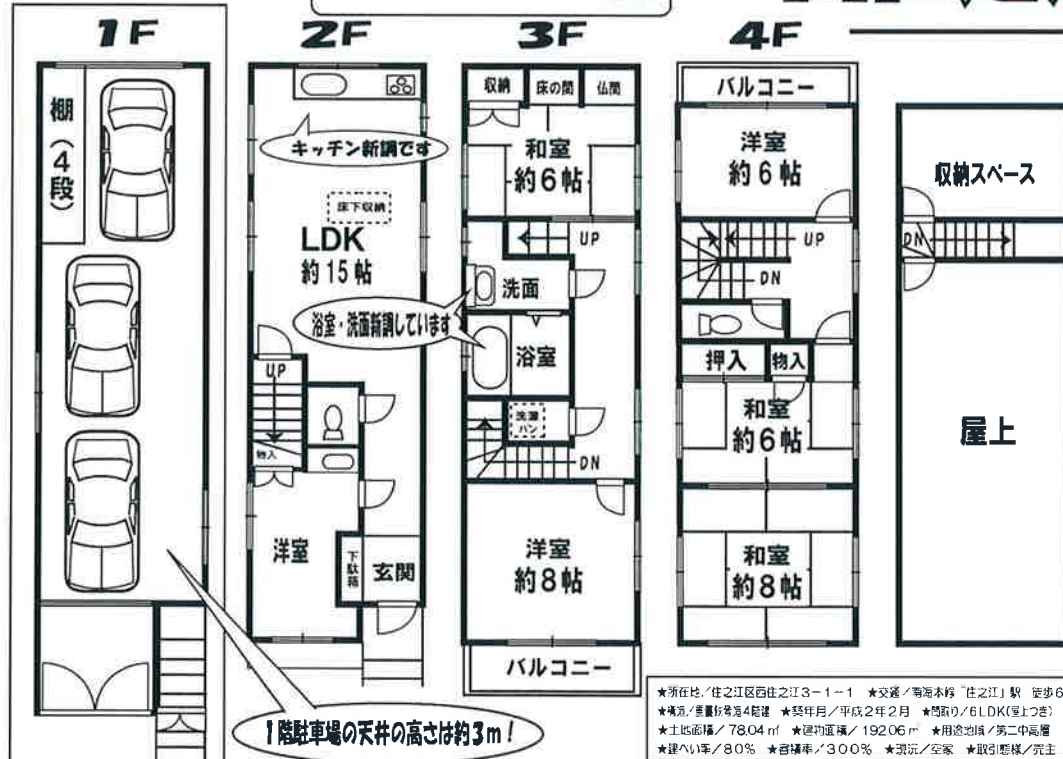 1F
2F
3F
4F
棚(4段)
キッチン新調です
床下収納
LDK
約15帖
UP
物入
洋室
下駄箱
玄関
収納
床の間
仏間
和室
約6帖
UP
洗面
浴室・洗面新調しています
浴室
洗濯
パン
DN
洋室
約8帖
バルコニー
バルコニー
洋室
約6帖
UP
DN
押入
物入
和室
約6帖
和室
約8帖
収納スペース
DN
屋上
1階駐車場の天井の高さは約3m!
★所在地/住之江区西住之江3-1-1 ★交通/南海本線「住之江」駅 徒歩6
★構造/重量鉄骨造4階建 ★築年月/平成2年2月 ★間取り/6LDK(屋上つき)
★土地面積/78.04㎡ ★建物面積/192.06㎡ ★用途地域/第二中高層
★建ぺい率/80% ★容積率/300% ★現況/空家 ★取引態様/売主